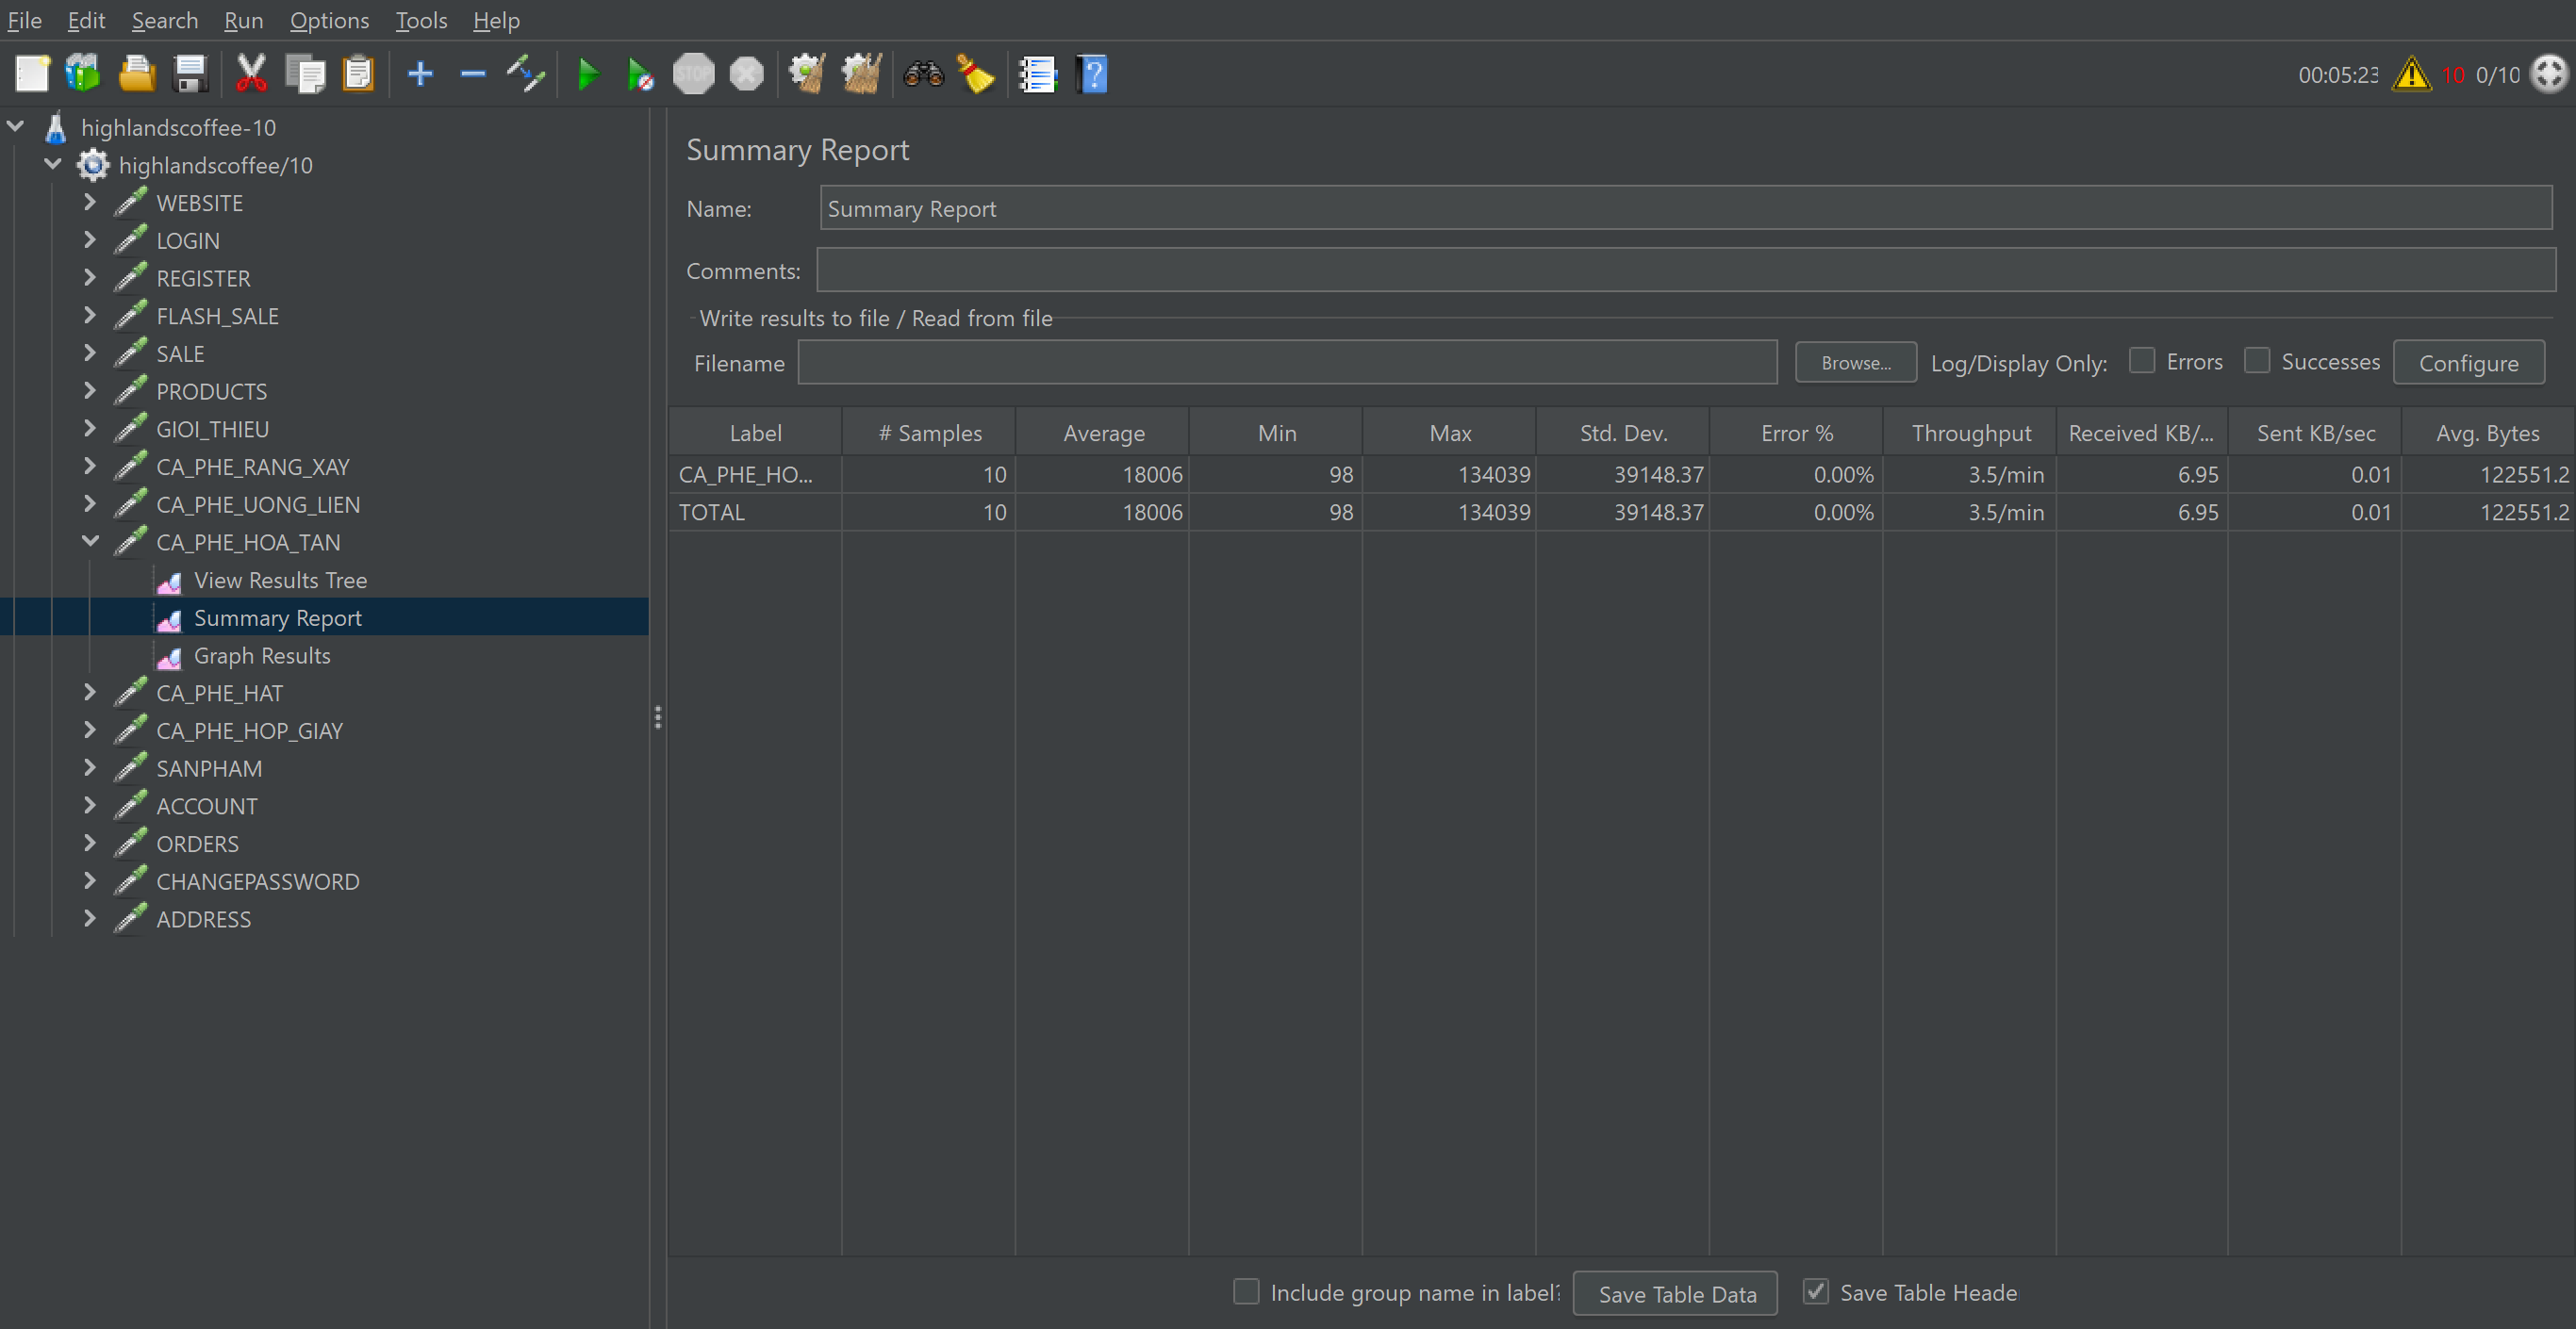 File Edit Search Run Options Tools Help
STOP
00:05:23 10 0/10
highlandscoffee-10
highlandscoffee/10
WEBSITE
LOGIN
REGISTER
FLASH_SALE
SALE
PRODUCTS
GIOI_THIEU
CA_PHE_RANG_XAY
CA_PHE_UONG_LIEN
CA_PHE_HOA_TAN
View Results Tree
Summary Report
Graph Results
CA_PHE_HAT
CA_PHE_HOP_GIAY
SANPHAM
ACCOUNT
ORDERS
CHANGEPASSWORD
ADDRESS
Summary Report
Name: Summary Report
Comments:
Write results to file / Read from file
Filename Browse... Log/Display Only: Errors Successes Configure
Label # Samples Average Min Max Std. Dev. Error % Throughput Received KB/... Sent KB/sec Avg. Bytes
CA_PHE_HO... 10 18006 98 134039 39148.37 0.00% 3.5/min 6.95 0.01 122551.2
TOTAL 10 18006 98 134039 39148.37 0.00% 3.5/min 6.95 0.01 122551.2
Include group name in label? Save Table Data Save Table Heade